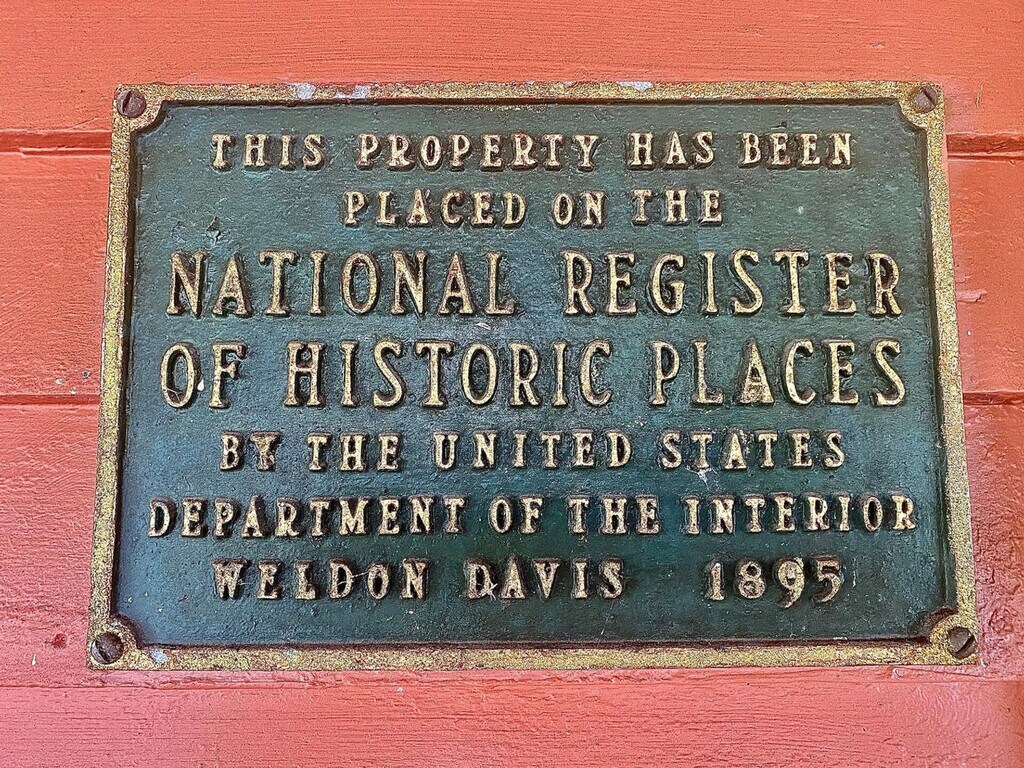 THIS PROPERTY HAS BEEN
PLACED ON THE
NATIONAL REGISTER
OF HISTORIC PLACES
BY THE UNITED STATES
DEPARTMENT OF THE INTERIOR
WELDON DAVIS 1895